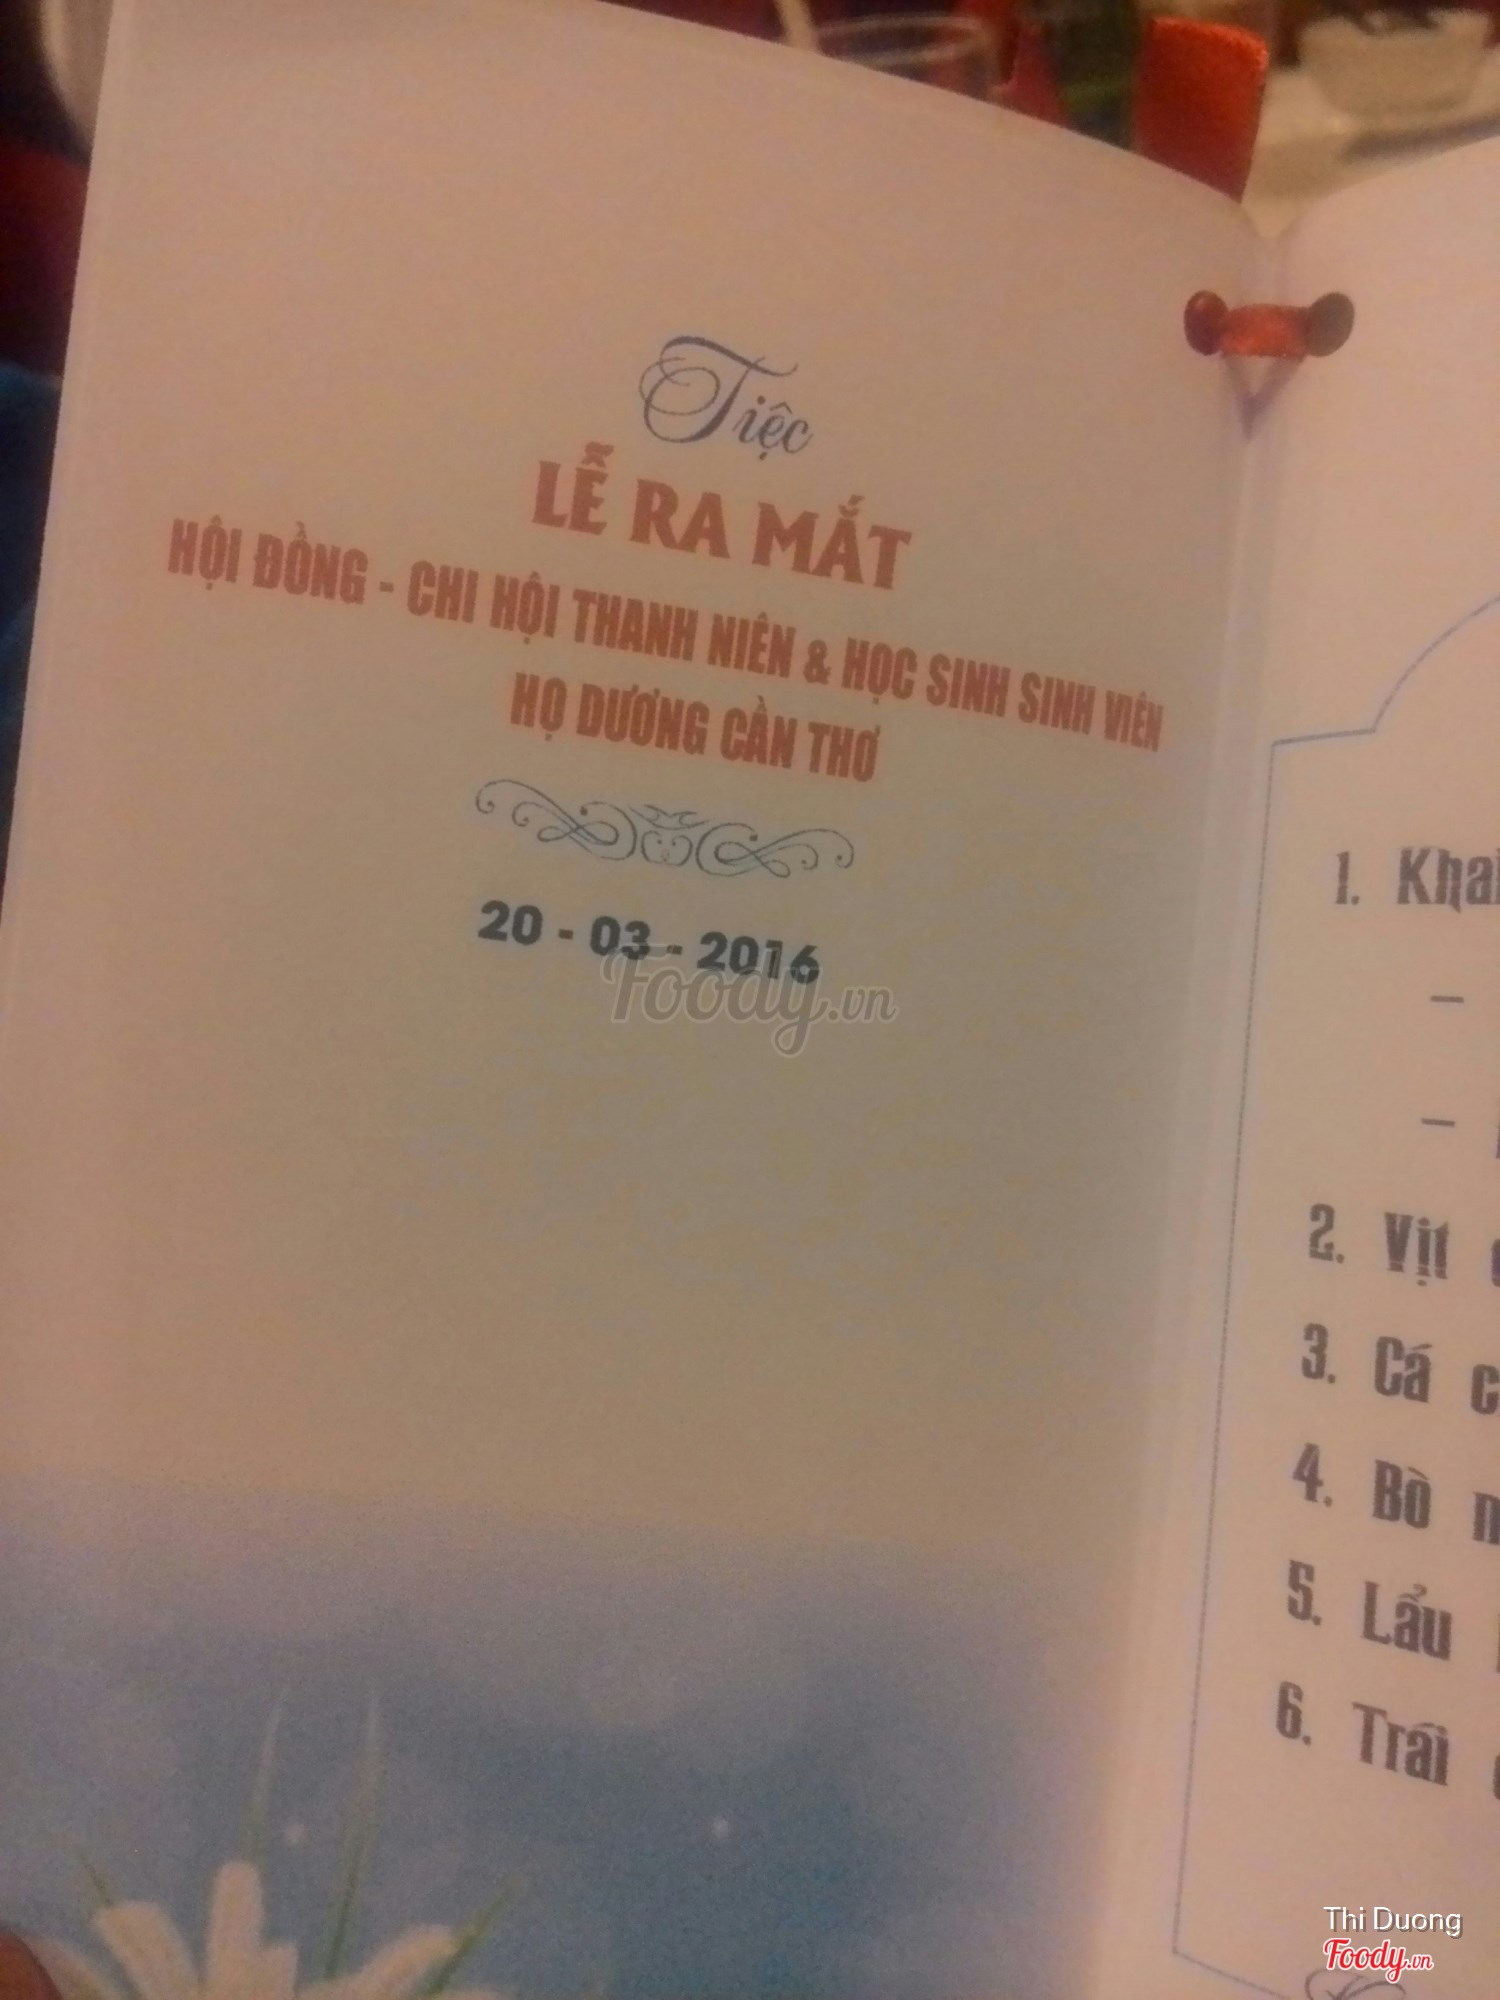 Tiệc
LỄ RA MẮT
HỘI ĐỒNG - CHI HỘI THANH NIÊN & HỌC SINH SINH VIÊN
HỌ DƯƠNG CẦN THƠ
20 - 03 - 2016
Foody.vn
1.
-
-
2. Vịt
3. Cá
4. Bò
5. Lẩu
6. Trái
Thi Duong
Foody.vn